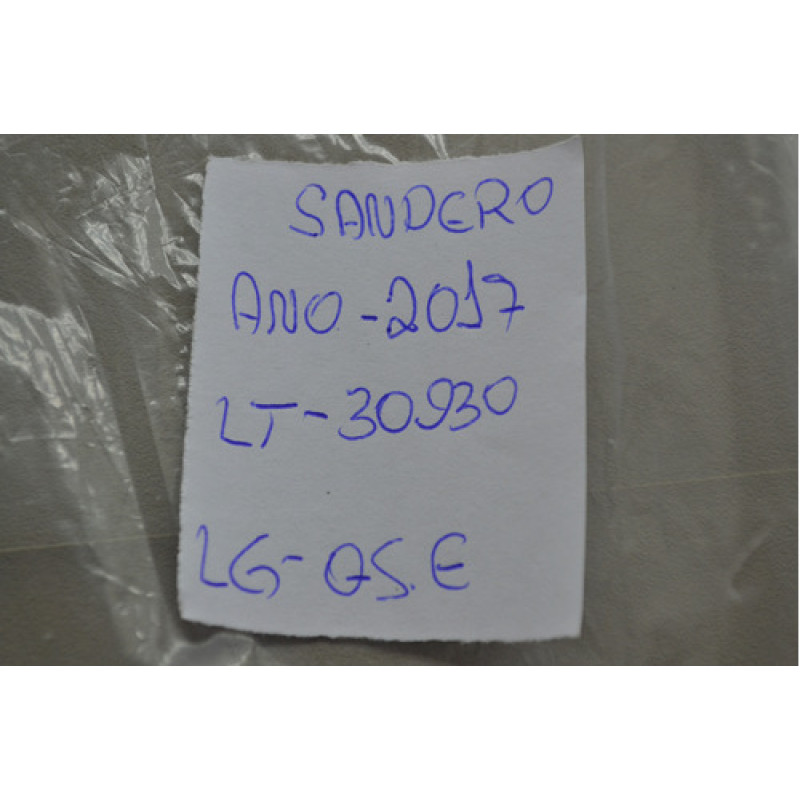 SANDERO
ANO-2017
LT-30930
LG-QS.E